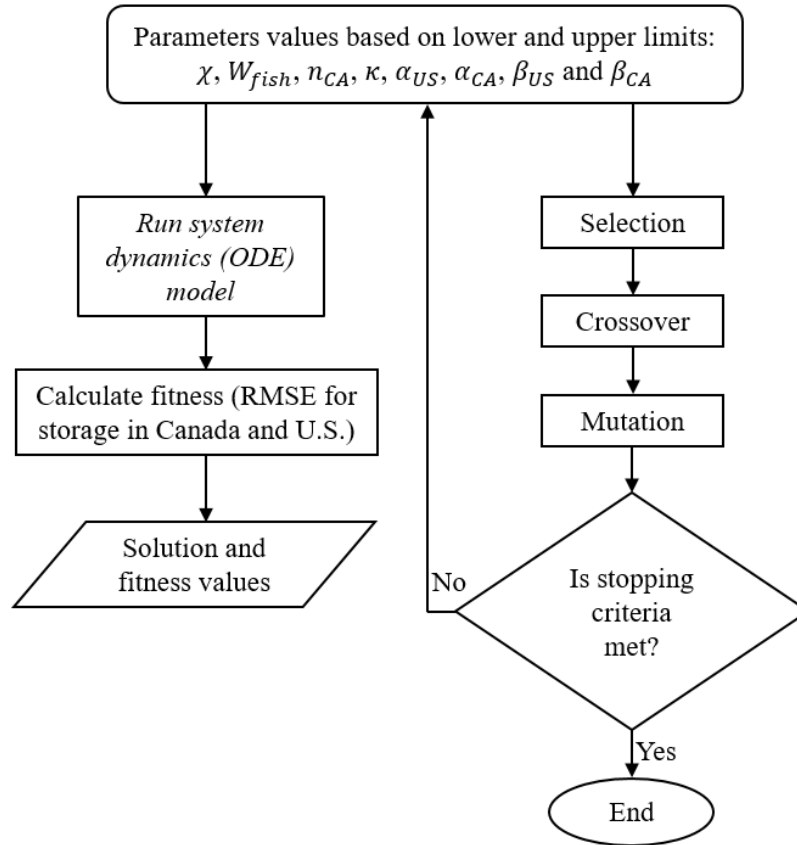 Parameters values based on lower and upper limits:
χ, W_fish, n_CA, κ, α_US, α_CA, β_US and β_CA
Run system
dynamics (ODE)
model
Calculate fitness (RMSE for
storage in Canada and U.S.)
Solution and
fitness values
Selection
Crossover
Mutation
Is stopping
criteria
met?
No
Yes
End